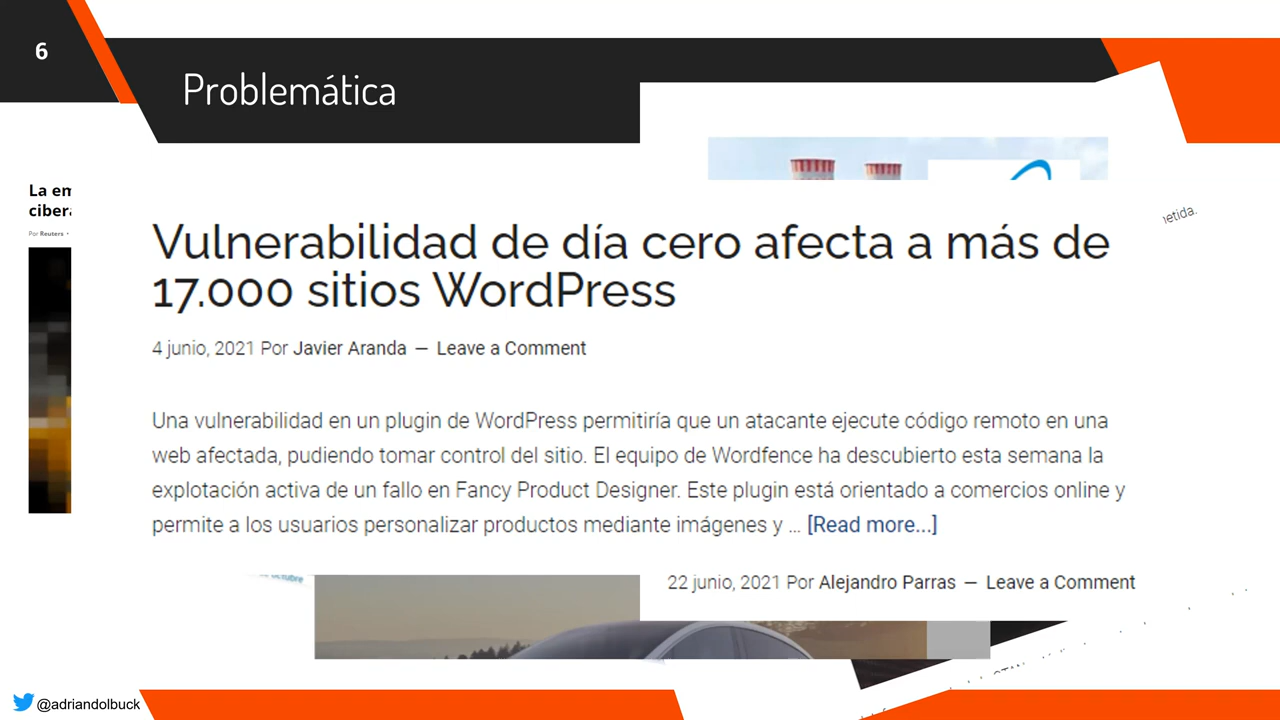 6
Problemática
La em
ciber
Por Reuters •
etida.
Vulnerabilidad de día cero afecta a más de
17.000 sitios WordPress
4 junio, 2021 Por Javier Aranda — Leave a Comment
Una vulnerabilidad en un plugin de WordPress permitiría que un atacante ejecute código remoto en una
web afectada, pudiendo tomar control del sitio. El equipo de Wordfence ha descubierto esta semana la
explotación activa de un fallo en Fancy Product Designer. Este plugin está orientado a comercios online y
permite a los usuarios personalizar productos mediante imágenes y ... [Read more...]
22 junio, 2021 Por Alejandro Parras — Leave a Comment
@adriandolbuck